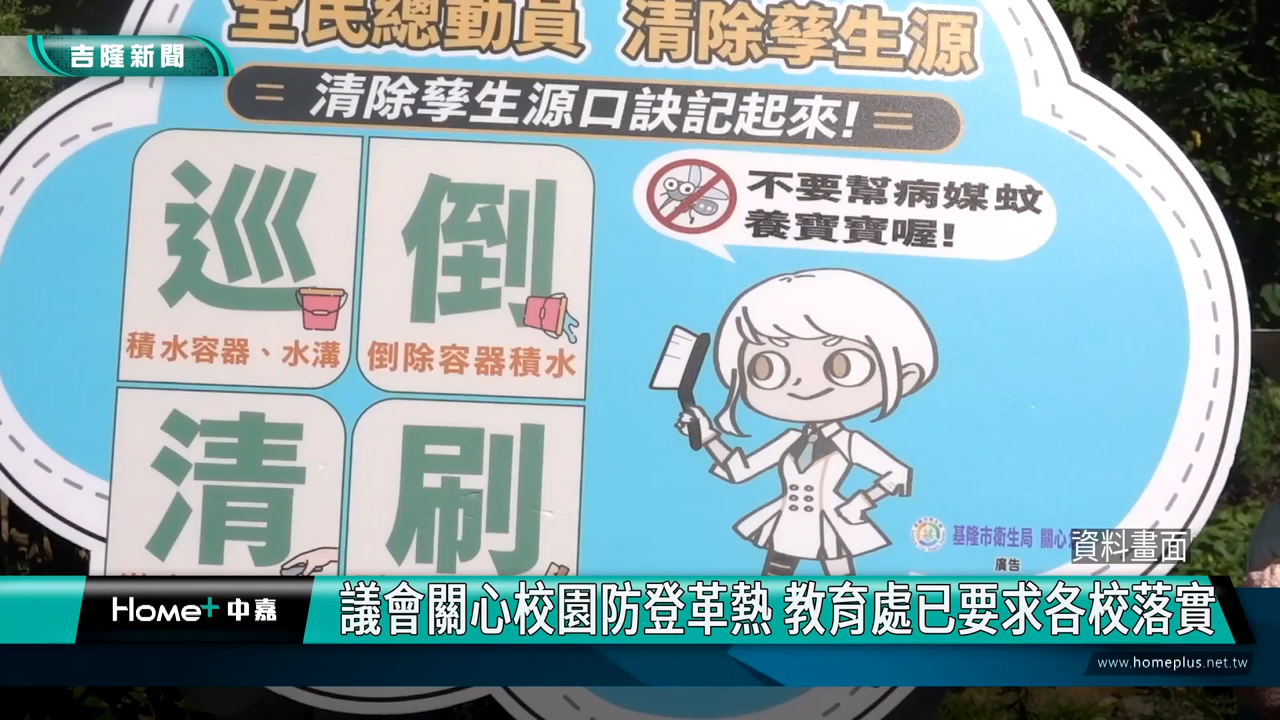 全民總動員 清除孳生源
吉隆新聞
= 清除孳生源口訣記起來! =
不要幫病媒蚊
養寶寶喔!
巡
積水容器、水溝
倒
倒除容器積水
清
刷
基隆市衛生局 關心
廣告
資料畫面
Home+中嘉
議會關心校園防登革熱 教育處已要求各校落實
www.homeplus.net.tw